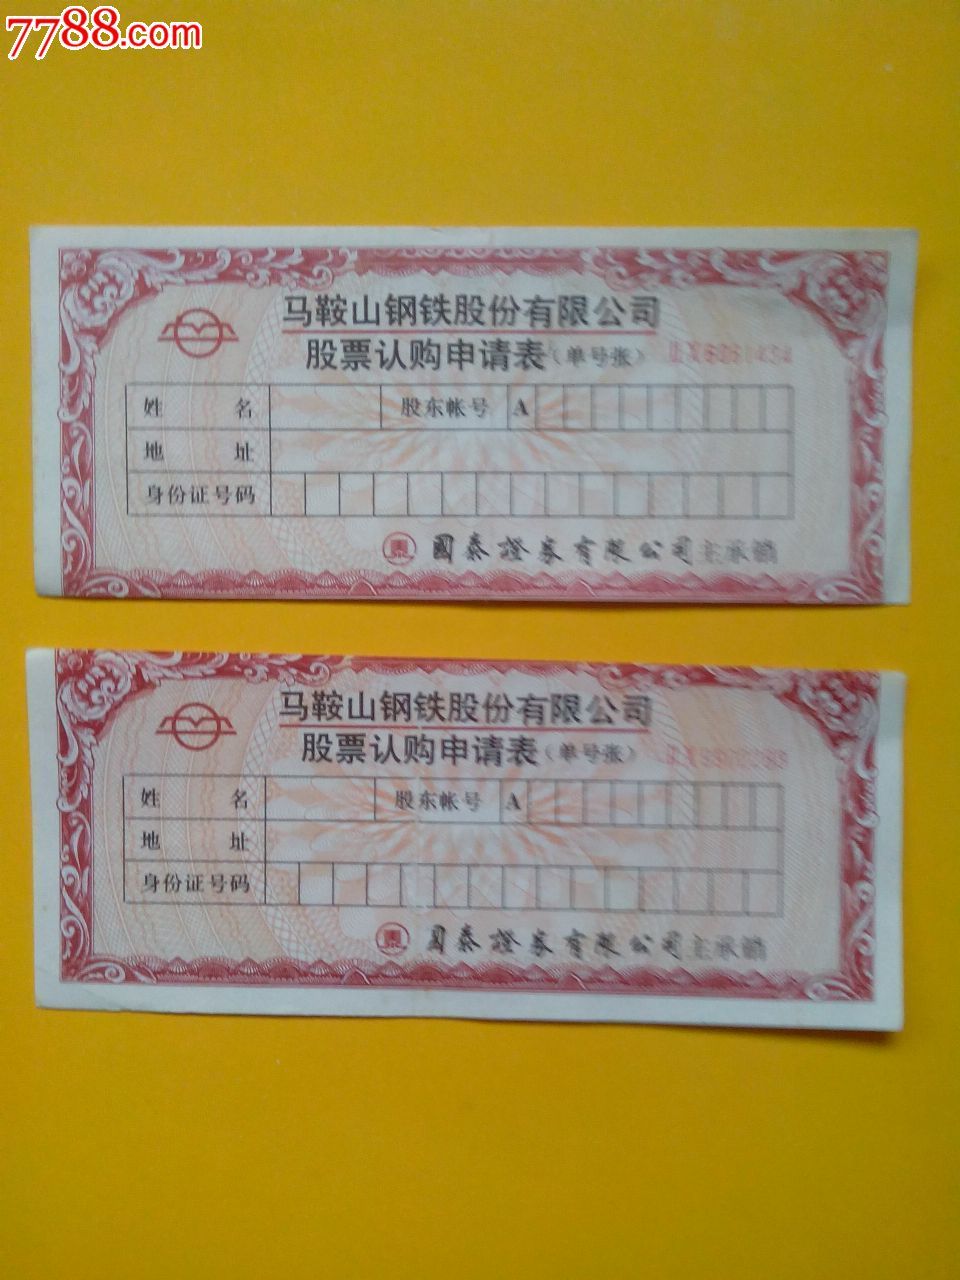 7788.com
马鞍山钢铁股份有限公司
股票认购申请表（单号张）
姓 名 股东帐号 A
地 址
身份证号码
國泰證券有限公司主承销
马鞍山钢铁股份有限公司
股票认购申请表（单号张）
姓 名 股东帐号 A
地 址
身份证号码
國泰證券有限公司主承销